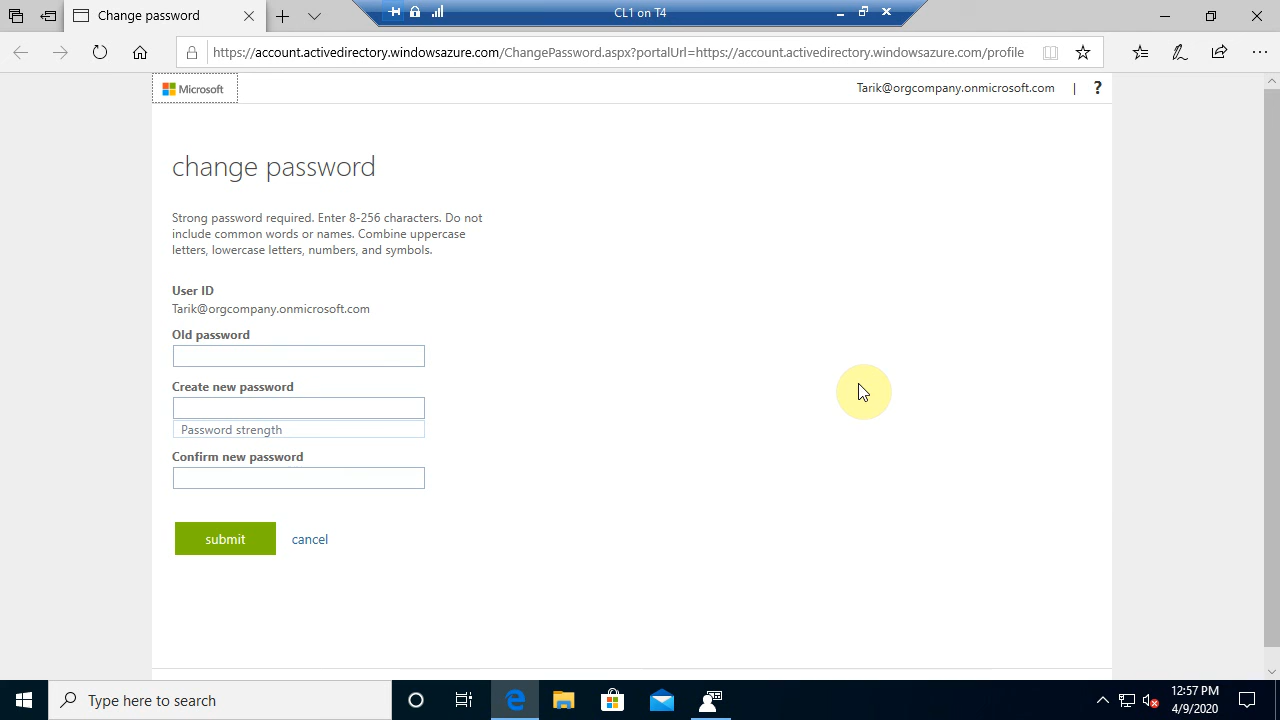 Change password
CL1 on T4
https://account.activedirectory.windowsazure.com/ChangePassword.aspx?portalUrl=https://account.activedirectory.windowsazure.com/profile
Microsoft
Tarik@orgcompany.onmicrosoft.com | ?
change password
Strong password required. Enter 8-256 characters. Do not
include common words or names. Combine uppercase
letters, lowercase letters, numbers, and symbols.
User ID
Tarik@orgcompany.onmicrosoft.com
Old password
Create new password
Password strength
Confirm new password
submit
cancel
Type here to search
12:57 PM
4/9/2020